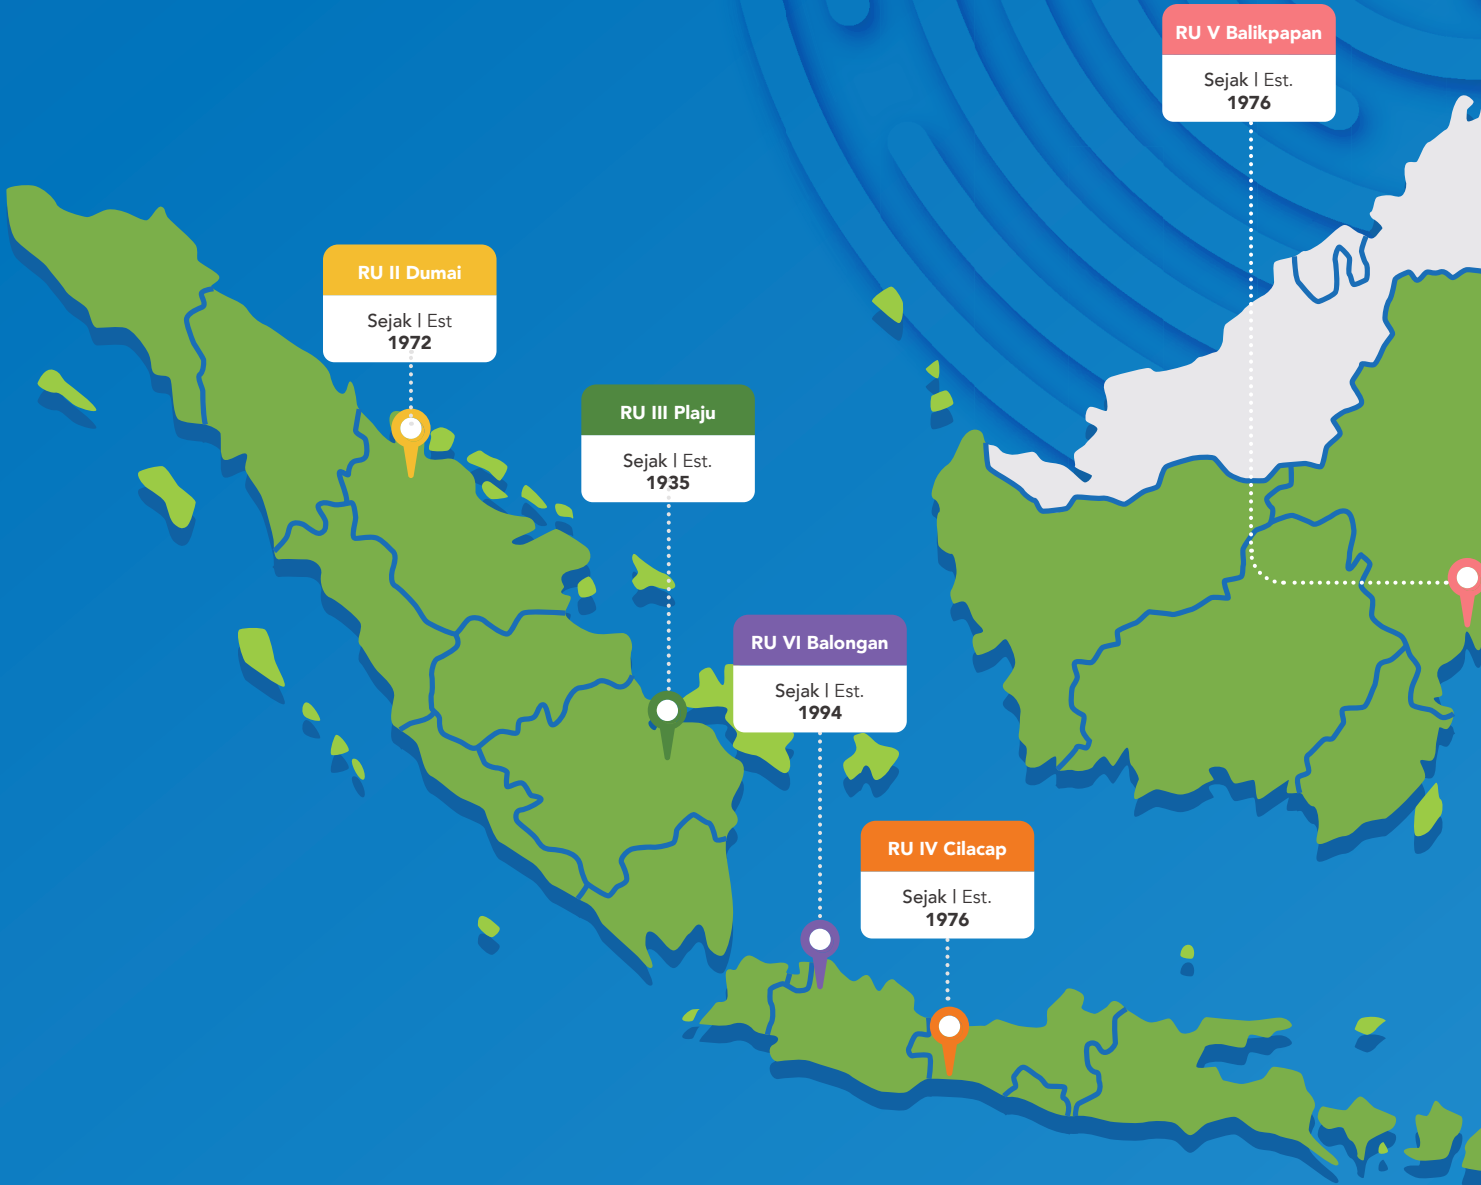 RU V Balikpapan
Sejak | Est.
1976
RU II Dumai
Sejak | Est
1972
RU III Plaju
Sejak | Est.
1935
RU VI Balongan
Sejak | Est.
1994
RU IV Cilacap
Sejak | Est.
1976